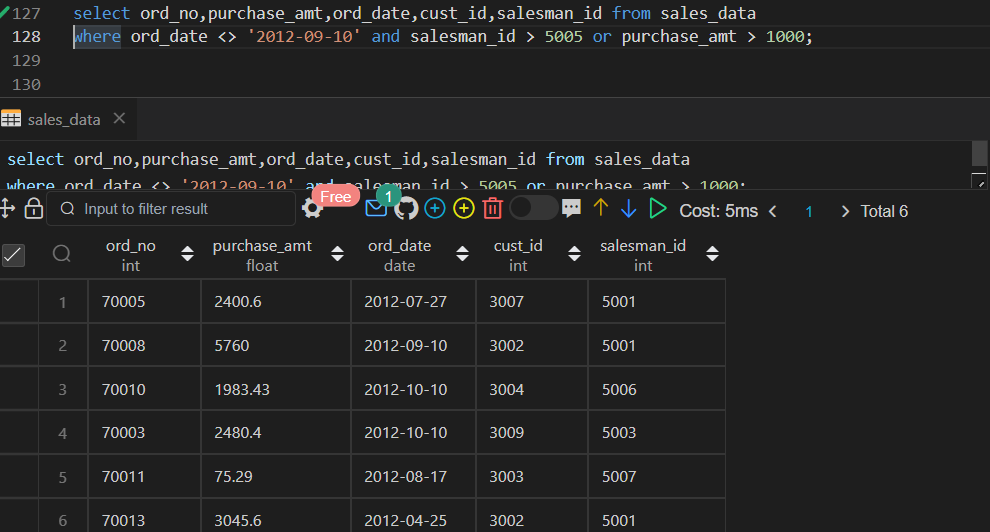 127 select ord_no,purchase_amt,ord_date,cust_id,salesman_id from sales_data
128 where ord_date <> '2012-09-10' and salesman_id > 5005 or purchase_amt > 1000;
129
130
sales_data
select ord_no,purchase_amt,ord_date,cust_id,salesman_id from sales_data
where ord_date <> '2012-09-10' and salesman_id > 5005 or purchase_amt > 1000;
Input to filter result Free 1 Cost: 5ms < 1 > Total 6
ord_no purchase_amt ord_date cust_id salesman_id
int float date int int
1 70005 2400.6 2012-07-27 3007 5001
2 70008 5760 2012-09-10 3002 5001
3 70010 1983.43 2012-10-10 3004 5006
4 70003 2480.4 2012-10-10 3009 5003
5 70011 75.29 2012-08-17 3003 5007
6 70013 3045.6 2012-04-25 3002 5001